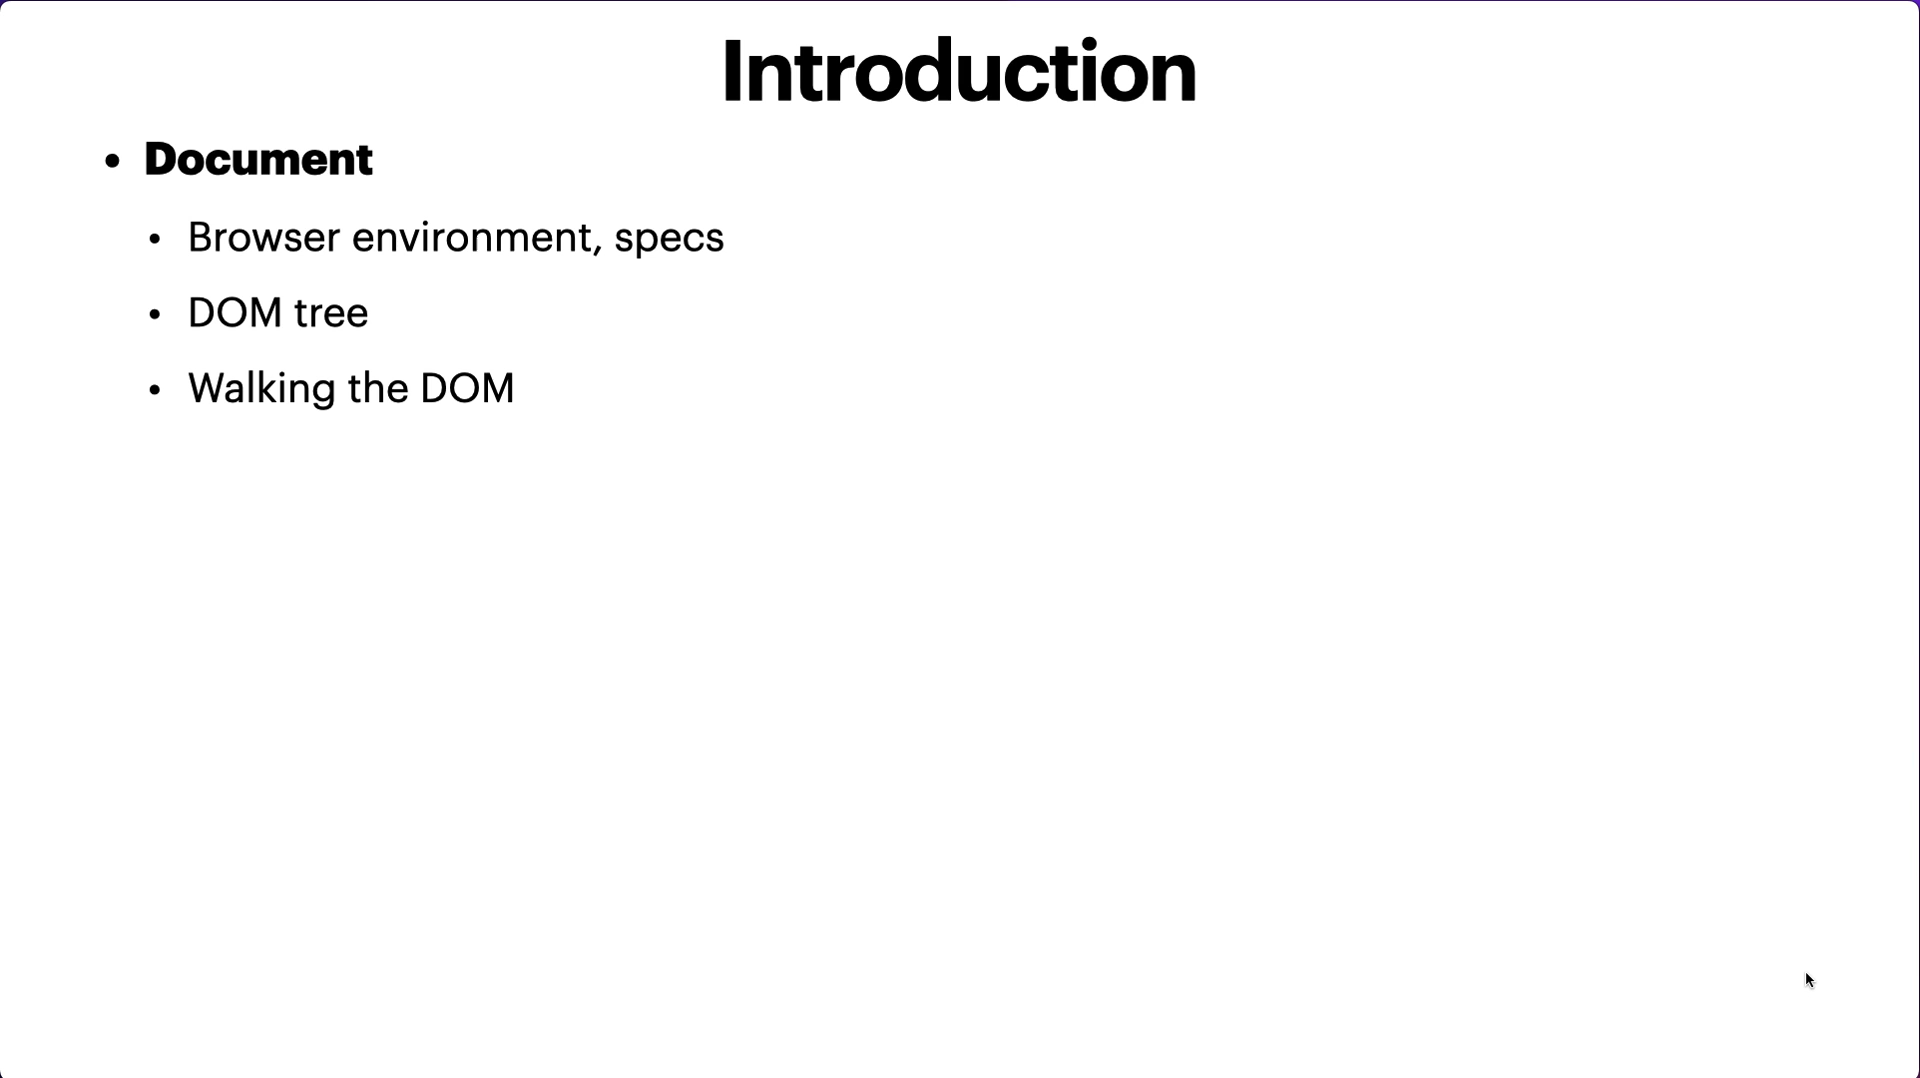 Introduction
• Document
• Browser environment, specs
• DOM tree
• Walking the DOM